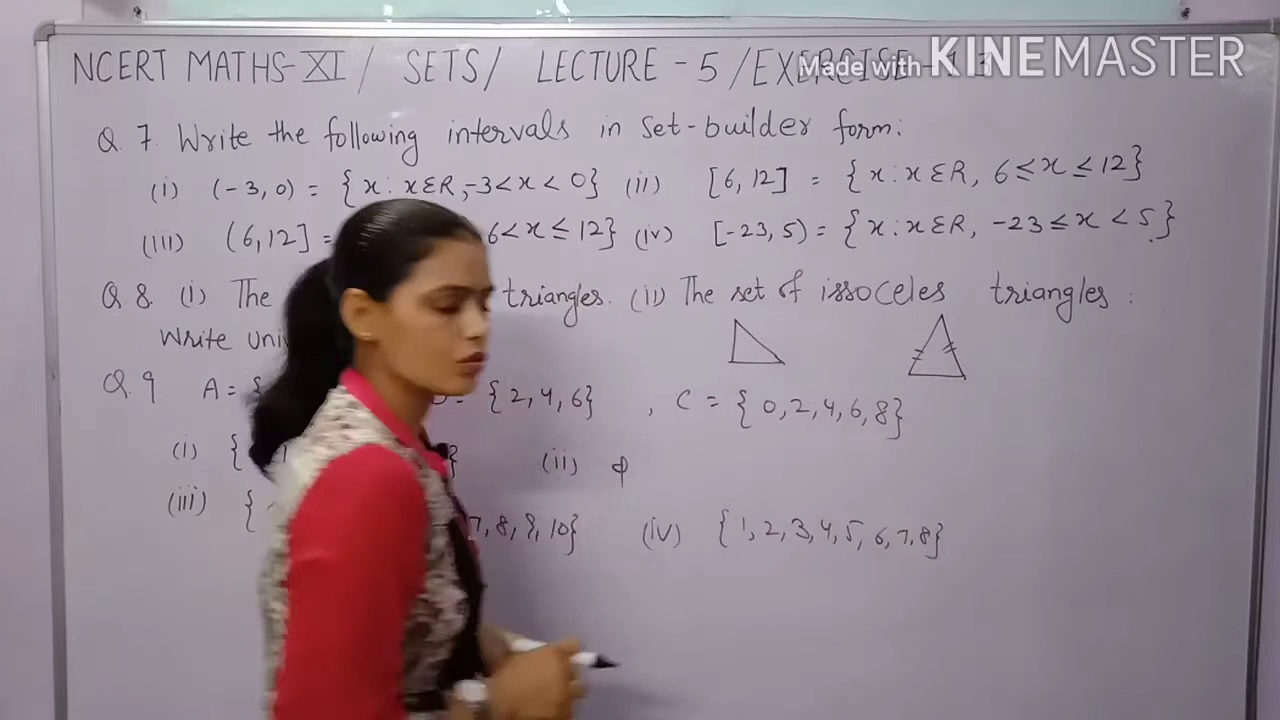 NCERT MATHS-XI / SETS / LECTURE - 5 / EXERCISE 1.3
Made with KINEMASTER
Q. 7. Write the following intervals in set-builder form:
(i) (-3, 0) = {x : x ε R, -3 < x < 0} (ii) [6, 12] = {x : x ε R, 6 ≤ x ≤ 12}
(iii) (6, 12] = 6 < x ≤ 12} (iv) [-23, 5) = {x : x ε R, -23 ≤ x < 5}
Q 8. (i) The triangles. (ii) The set of issoceles triangles :
Write
Q. 9 A = { = {2, 4, 6} , C = {0, 2, 4, 6, 8}
(i) { } (ii) φ
(iii) { 7, 8, 9, 10} (iv) {1, 2, 3, 4, 5, 6, 7, 8}